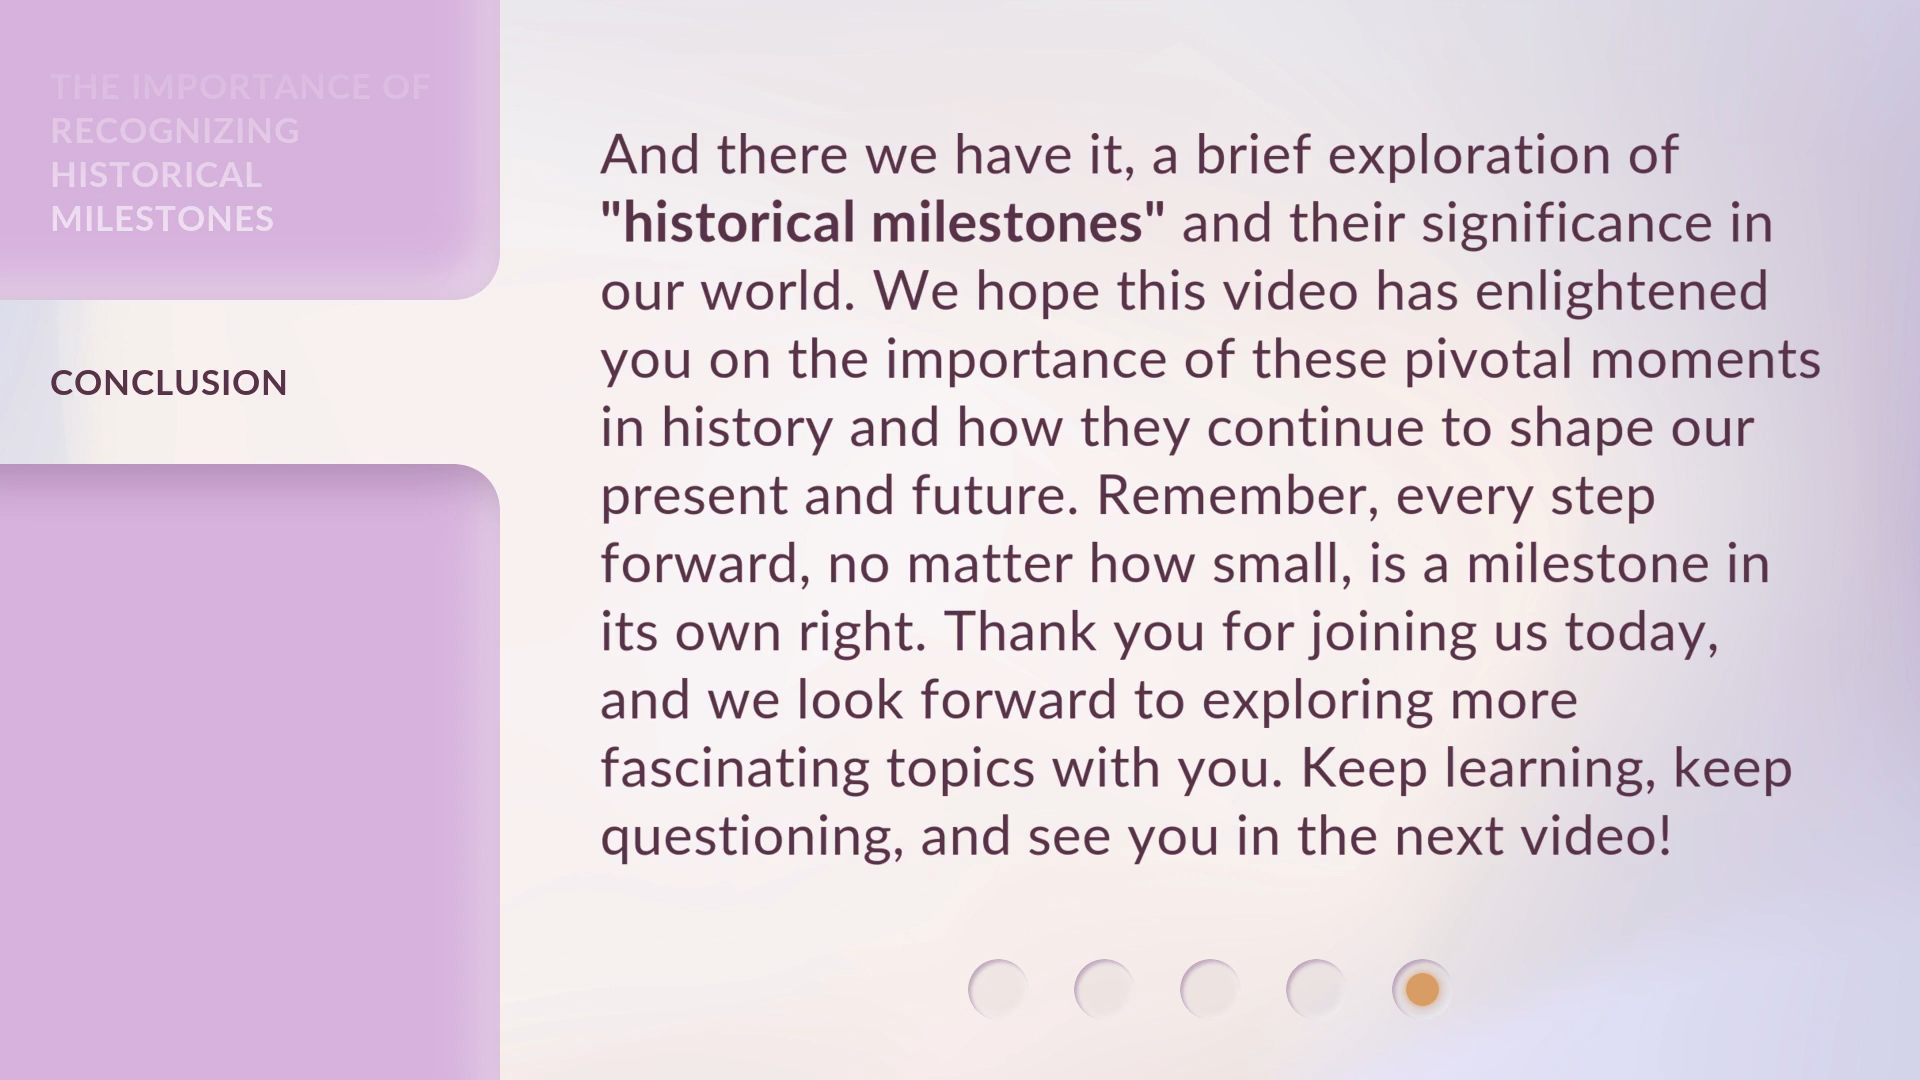 THE IMPORTANCE OF
RECOGNIZING
HISTORICAL
MILESTONES
CONCLUSION
And there we have it, a brief exploration of
"historical milestones" and their significance in
our world. We hope this video has enlightened
you on the importance of these pivotal moments
in history and how they continue to shape our
present and future. Remember, every step
forward, no matter how small, is a milestone in
its own right. Thank you for joining us today,
and we look forward to exploring more
fascinating topics with you. Keep learning, keep
questioning, and see you in the next video!